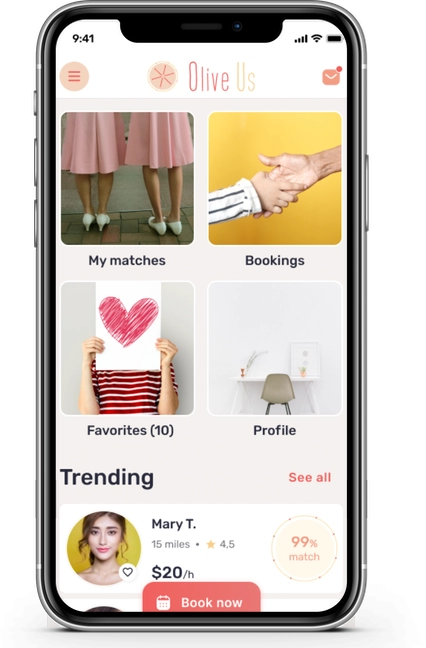 9:41
Olive Us
My matches
Bookings
Favorites (10)
Profile
Trending
See all
Mary T.
15 miles • 4,5
99%
match
$20/h
Book now